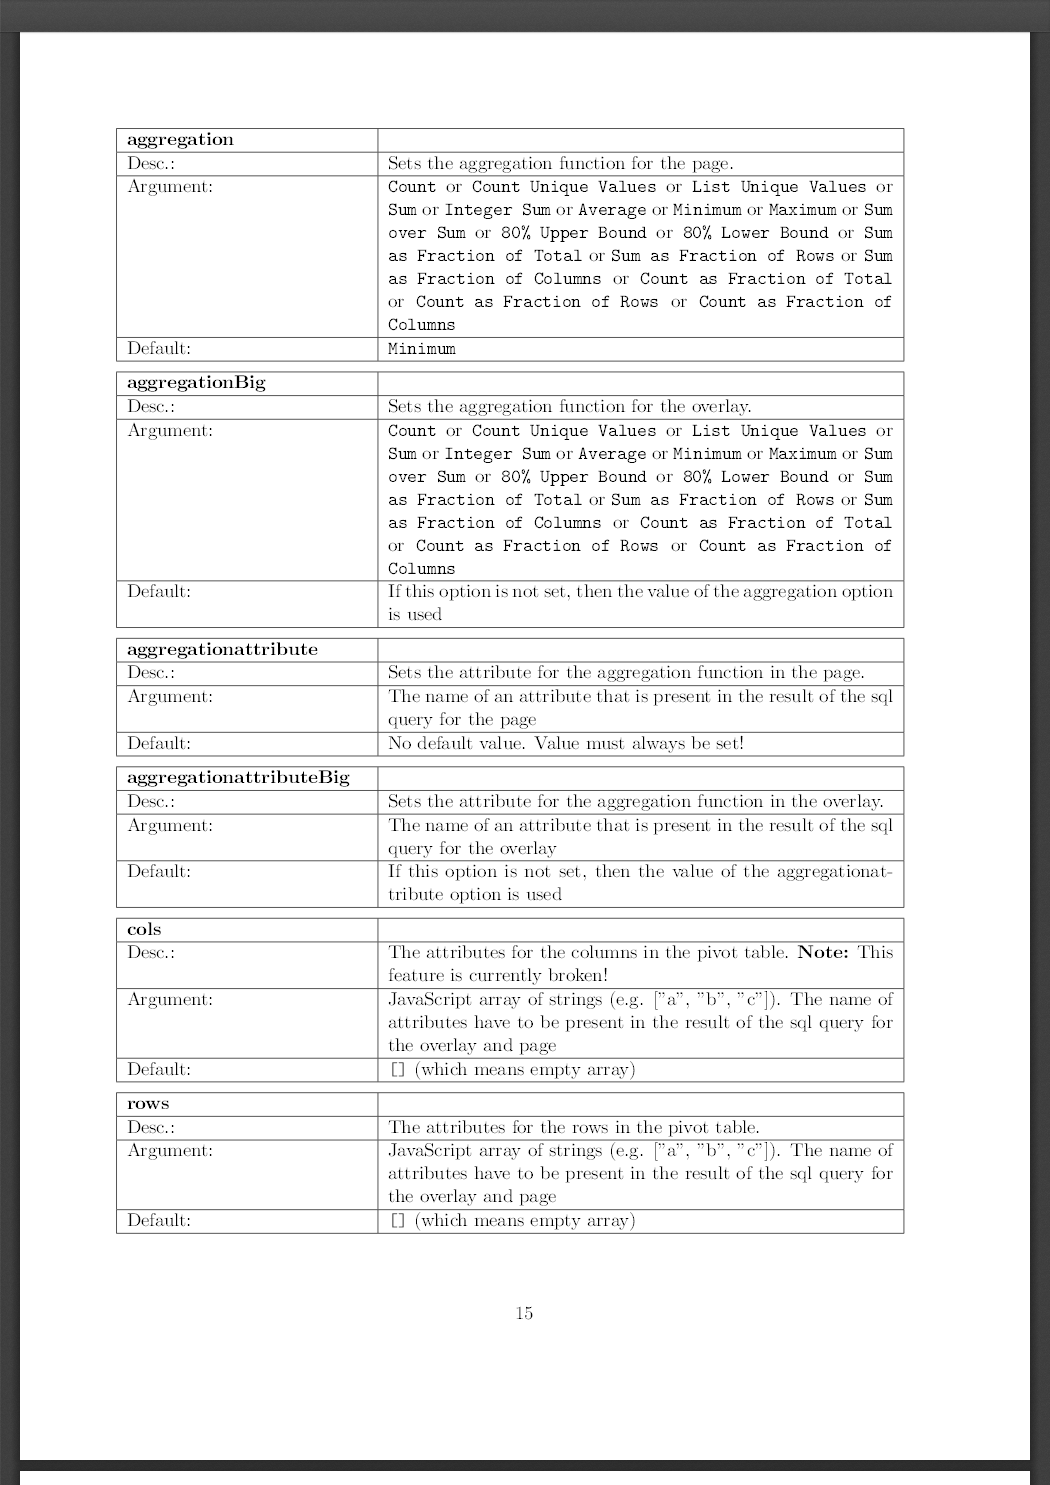 aggregation
Desc.: Sets the aggregation function for the page.
Argument: Count or Count Unique Values or List Unique Values or
Sum or Integer Sum or Average or Minimum or Maximum or Sum
over Sum or 80% Upper Bound or 80% Lower Bound or Sum
as Fraction of Total or Sum as Fraction of Rows or Sum
as Fraction of Columns or Count as Fraction of Total
or Count as Fraction of Rows or Count as Fraction of
Columns
Default: Minimum
aggregationBig
Desc.: Sets the aggregation function for the overlay.
Argument: Count or Count Unique Values or List Unique Values or
Sum or Integer Sum or Average or Minimum or Maximum or Sum
over Sum or 80% Upper Bound or 80% Lower Bound or Sum
as Fraction of Total or Sum as Fraction of Rows or Sum
as Fraction of Columns or Count as Fraction of Total
or Count as Fraction of Rows or Count as Fraction of
Columns
Default: If this option is not set, then the value of the aggregation option
is used
aggregationattribute
Desc.: Sets the attribute for the aggregation function in the page.
Argument: The name of an attribute that is present in the result of the sql
query for the page
Default: No default value. Value must always be set!
aggregationattributeBig
Desc.: Sets the attribute for the aggregation function in the overlay.
Argument: The name of an attribute that is present in the result of the sql
query for the overlay
Default: If this option is not set, then the value of the aggregationat-
tribute option is used
cols
Desc.: The attributes for the columns in the pivot table. Note: This
feature is currently broken!
Argument: JavaScript array of strings (e.g. [”a”, ”b”, ”c”]). The name of
attributes have to be present in the result of the sql query for
the overlay and page
Default: [] (which means empty array)
rows
Desc.: The attributes for the rows in the pivot table.
Argument: JavaScript array of strings (e.g. [”a”, ”b”, ”c”]). The name of
attributes have to be present in the result of the sql query for
the overlay and page
Default: [] (which means empty array)
15